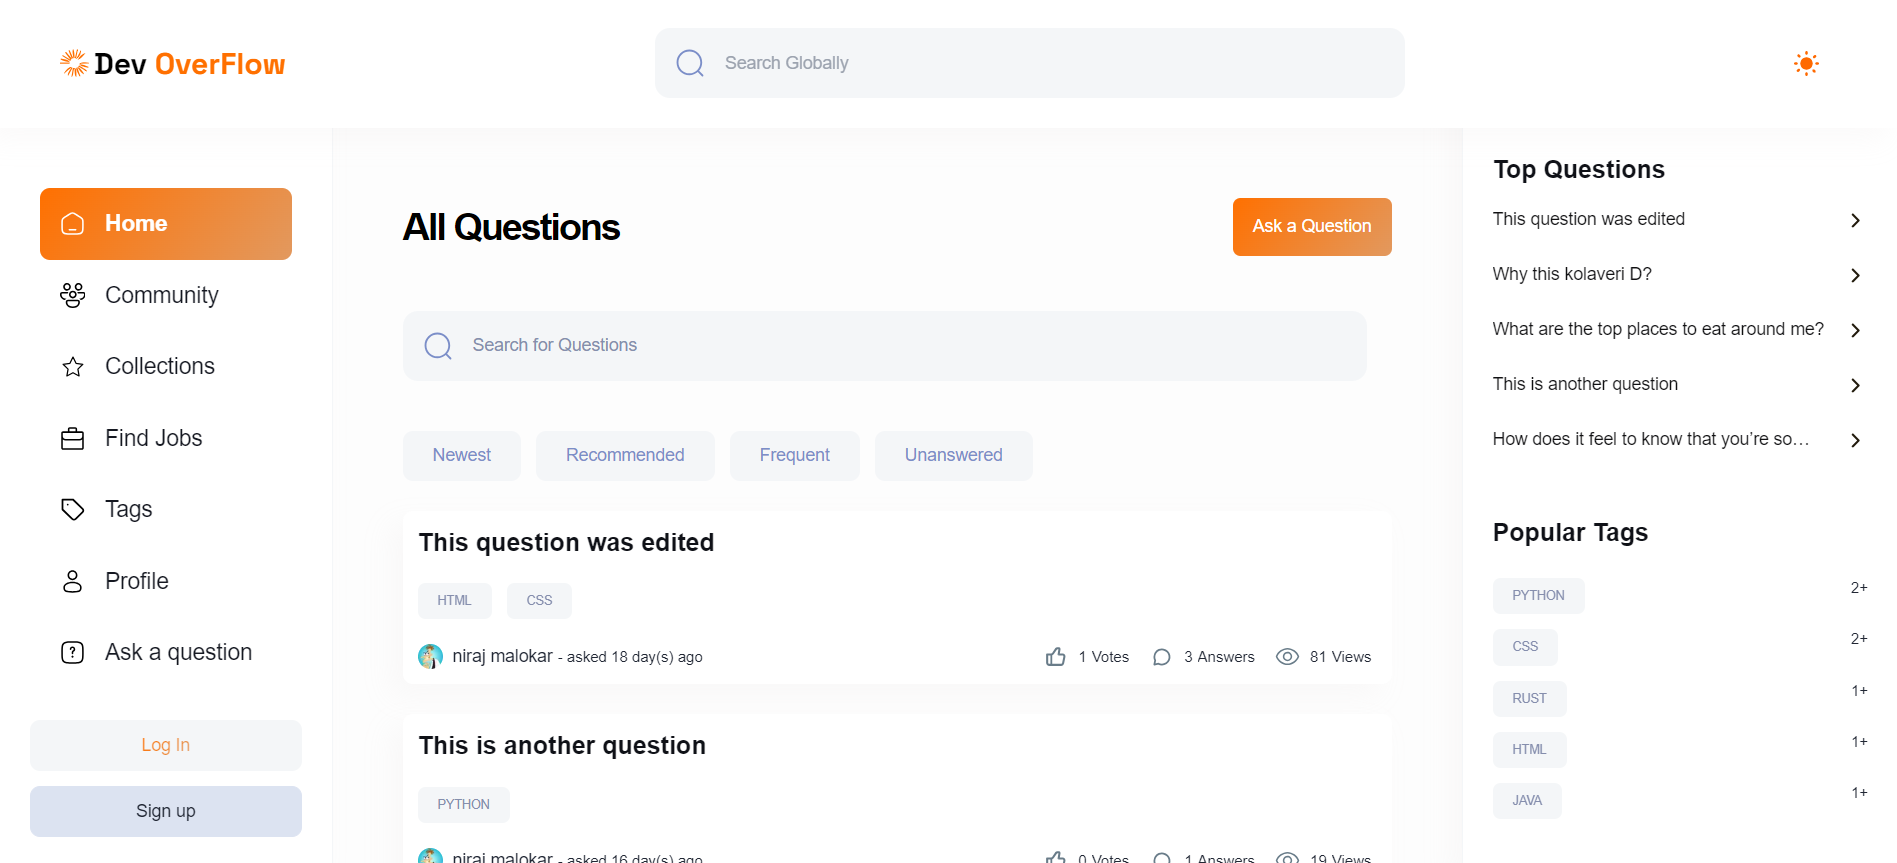 Dev OverFlow
Search Globally
Home
Community
Collections
Find Jobs
Tags
Profile
Ask a question
Log In
Sign up
All Questions
Ask a Question
Search for Questions
Newest
Recommended
Frequent
Unanswered
This question was edited
HTML
CSS
niraj malokar - asked 18 day(s) ago
1 Votes
3 Answers
81 Views
This is another question
PYTHON
niraj malokar - asked 16 day(s) ago
0 Votes
1 Answers
19 Views
Top Questions
This question was edited
Why this kolaveri D?
What are the top places to eat around me?
This is another question
How does it feel to know that you’re so…
Popular Tags
PYTHON 2+
CSS 2+
RUST 1+
HTML 1+
JAVA 1+